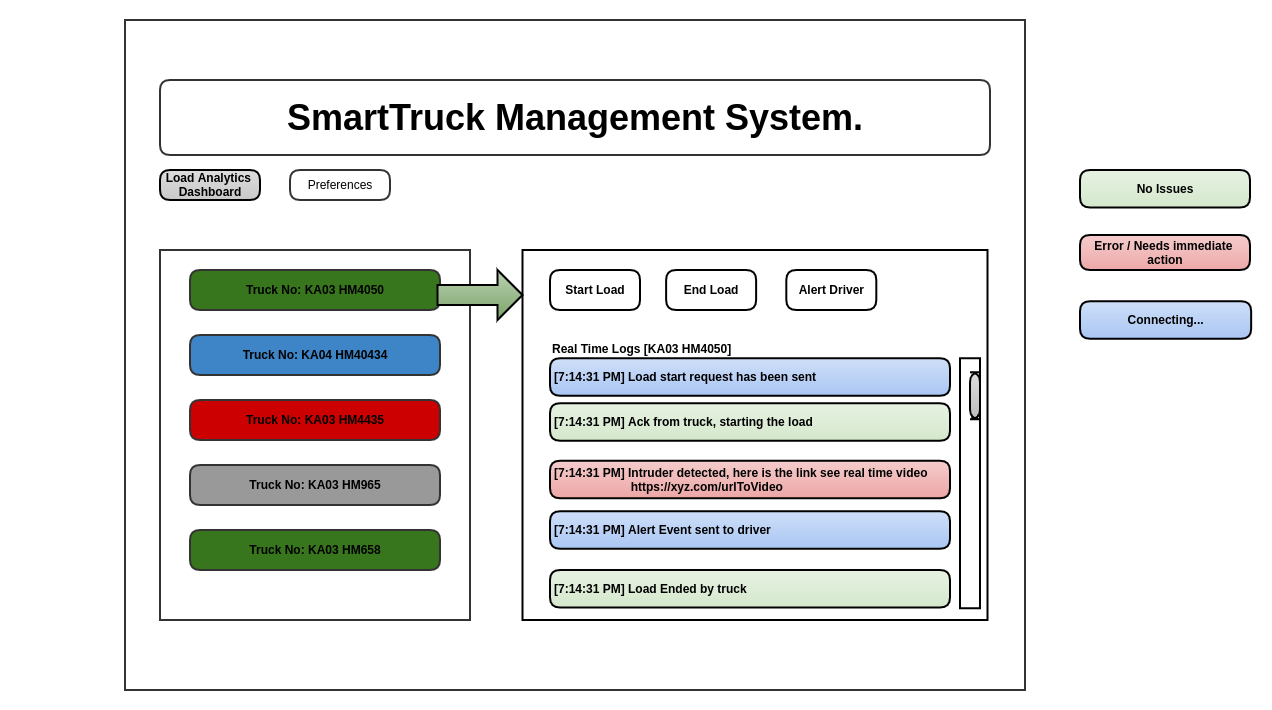 SmartTruck Management System.
Load Analytics
Dashboard
Preferences
No Issues
Error / Needs immediate
action
Connecting...
Truck No: KA03 HM4050
Truck No: KA04 HM40434
Truck No: KA03 HM4435
Truck No: KA03 HM965
Truck No: KA03 HM658
Start Load
End Load
Alert Driver
Real Time Logs [KA03 HM4050]
[7:14:31 PM] Load start request has been sent
[7:14:31 PM] Ack from truck, starting the load
[7:14:31 PM] Intruder detected, here is the link see real time video
https://xyz.com/urlToVideo
[7:14:31 PM] Alert Event sent to driver
[7:14:31 PM] Load Ended by truck